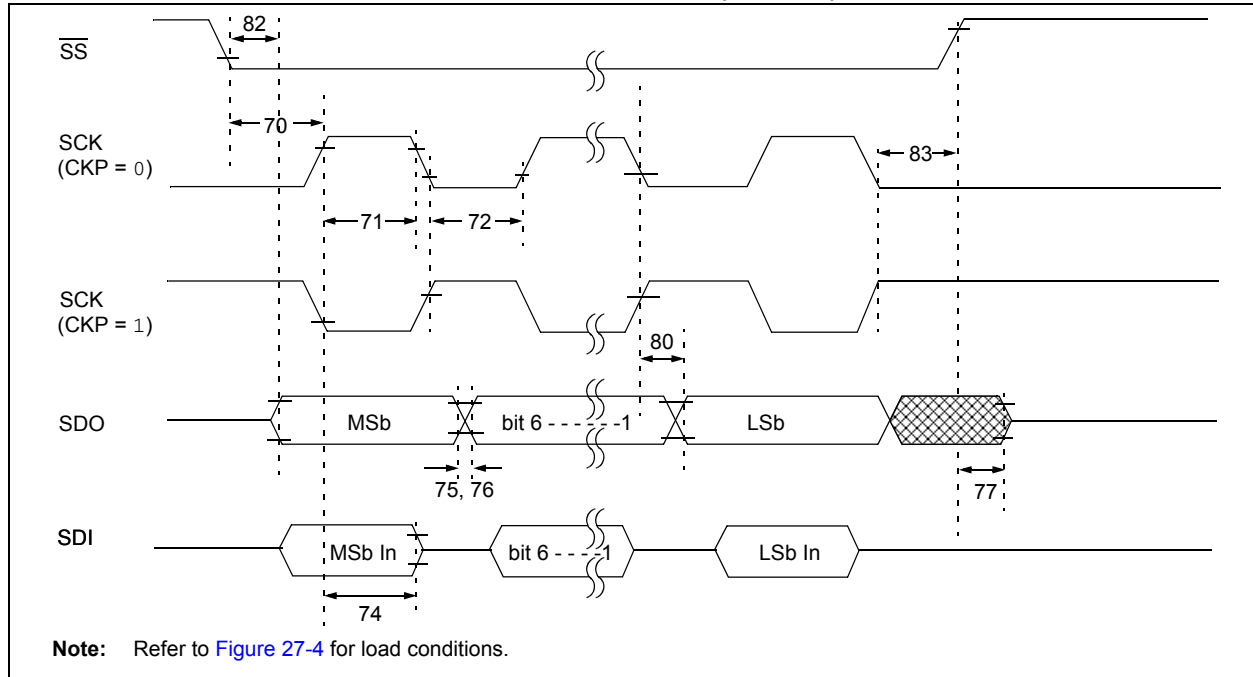 82
SS
70
SCK
(CKP = 0)
83
71
72
SCK
(CKP = 1)
80
SDO
MSb
bit 6 - - - - - -1
LSb
75, 76
77
SDI
MSb In
bit 6 - - - -1
LSb In
74
Note: Refer to Figure 27-4 for load conditions.